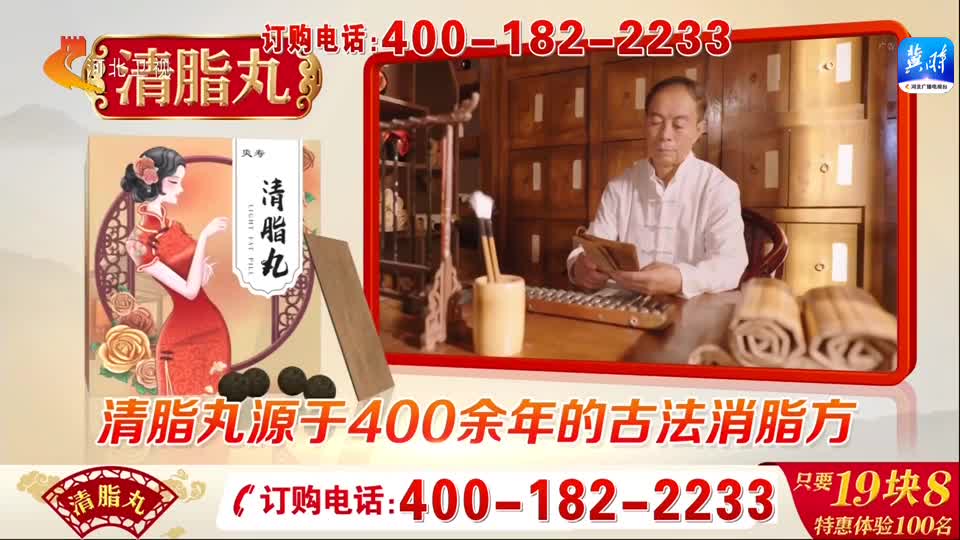 订购电话:400-182-2233
河北卫视
清脂丸
冀时
河北广播电视台
爽寿
清脂丸
LIGHT FAT PILL
清脂丸源于400余年的古法消脂方
清脂丸
订购电话:400-182-2233
只要19块8
特惠体验100名